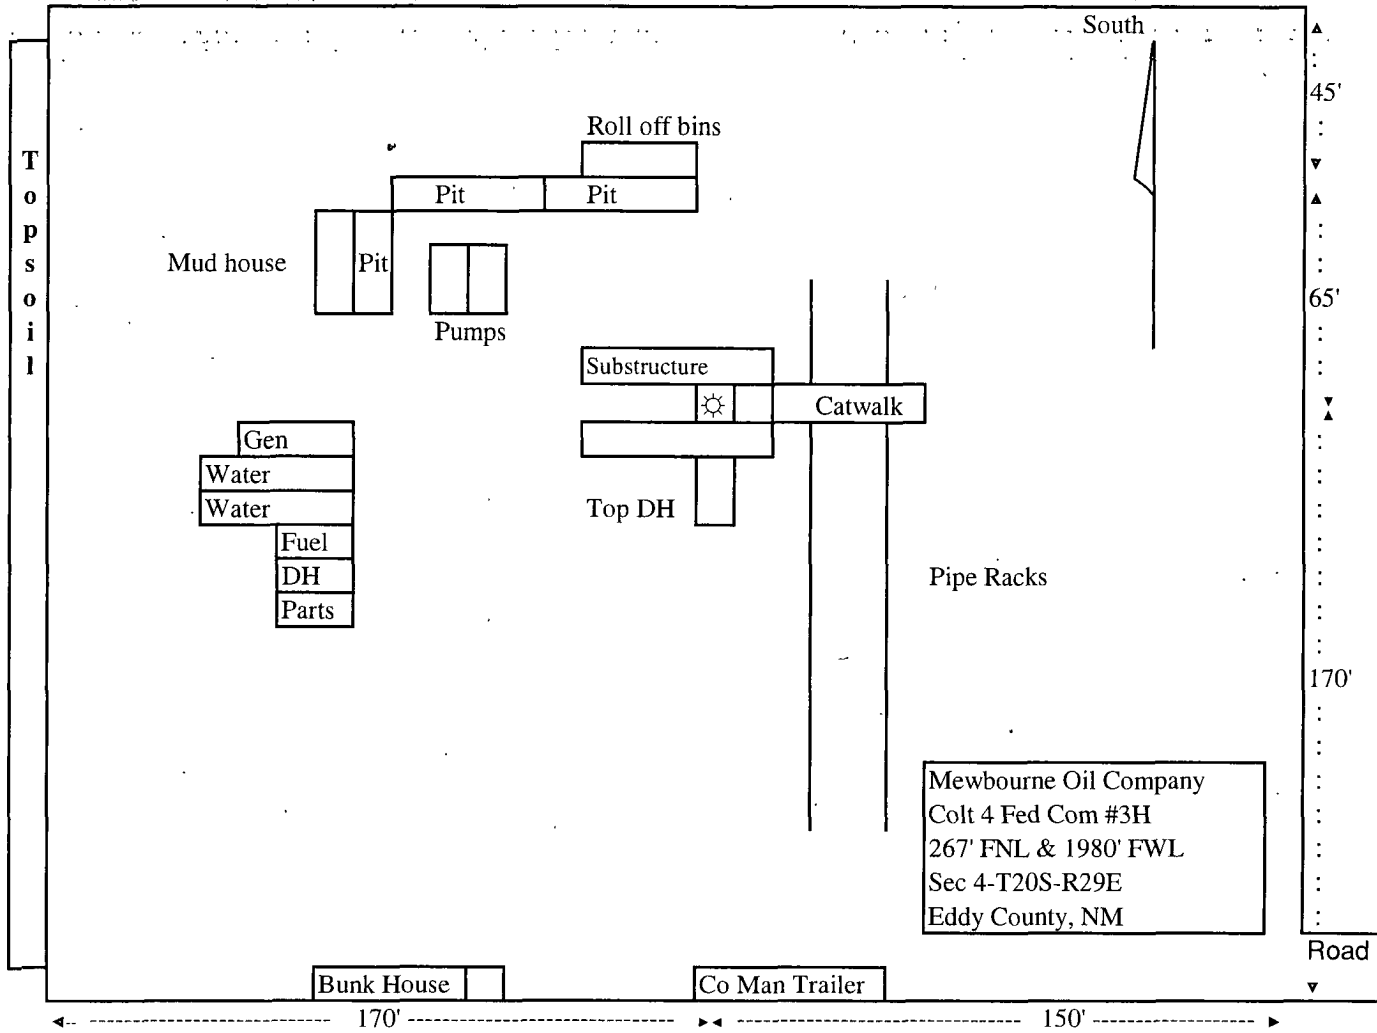 South
45'
Roll off bins
Topsoil
Pit
Pit
Mud house
Pit
65'
Pumps
Substructure
Catwalk
Gen
Water
Water
Top DH
Fuel
DH
Pipe Racks
Parts
170'
Mewbourne Oil Company
Colt 4 Fed Com #3H
267' FNL & 1980' FWL
Sec 4-T20S-R29E
Eddy County, NM
Road
Bunk House
Co Man Trailer
170'
150'